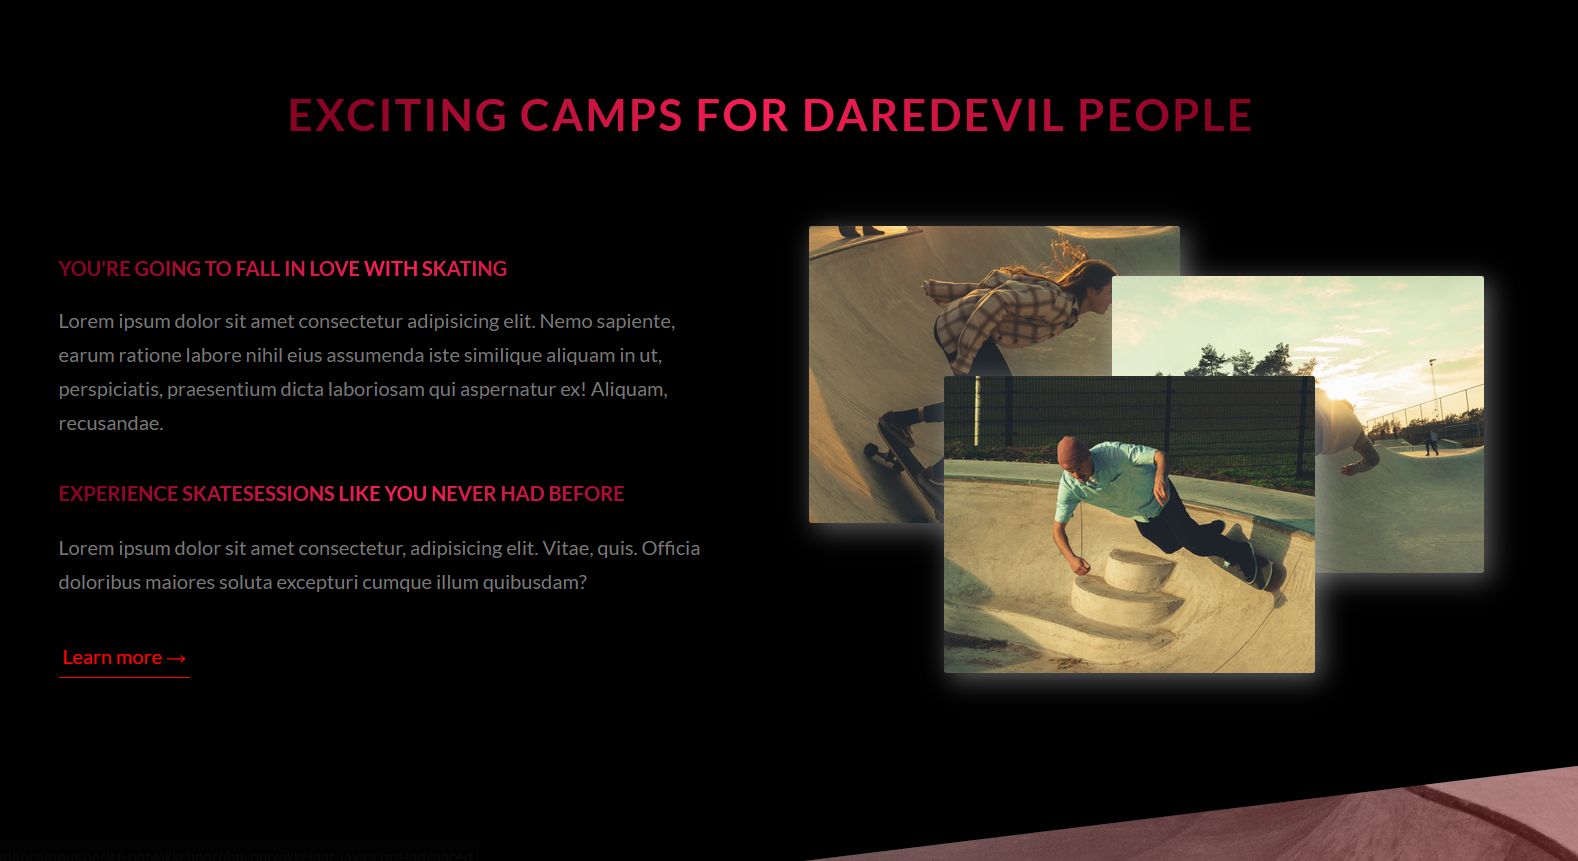 EXCITING CAMPS FOR DAREDEVIL PEOPLE
YOU'RE GOING TO FALL IN LOVE WITH SKATING
Lorem ipsum dolor sit amet consectetur adipisicing elit. Nemo sapiente,
earum ratione labore nihil eius assumenda iste similique aliquam in ut,
perspiciatis, praesentium dicta laboriosam qui aspernatur ex! Aliquam,
recusandae.
EXPERIENCE SKATESESSIONS LIKE YOU NEVER HAD BEFORE
Lorem ipsum dolor sit amet consectetur, adipisicing elit. Vitae, quis. Officia
doloribus maiores soluta excepturi cumque illum quibusdam?
Learn more →